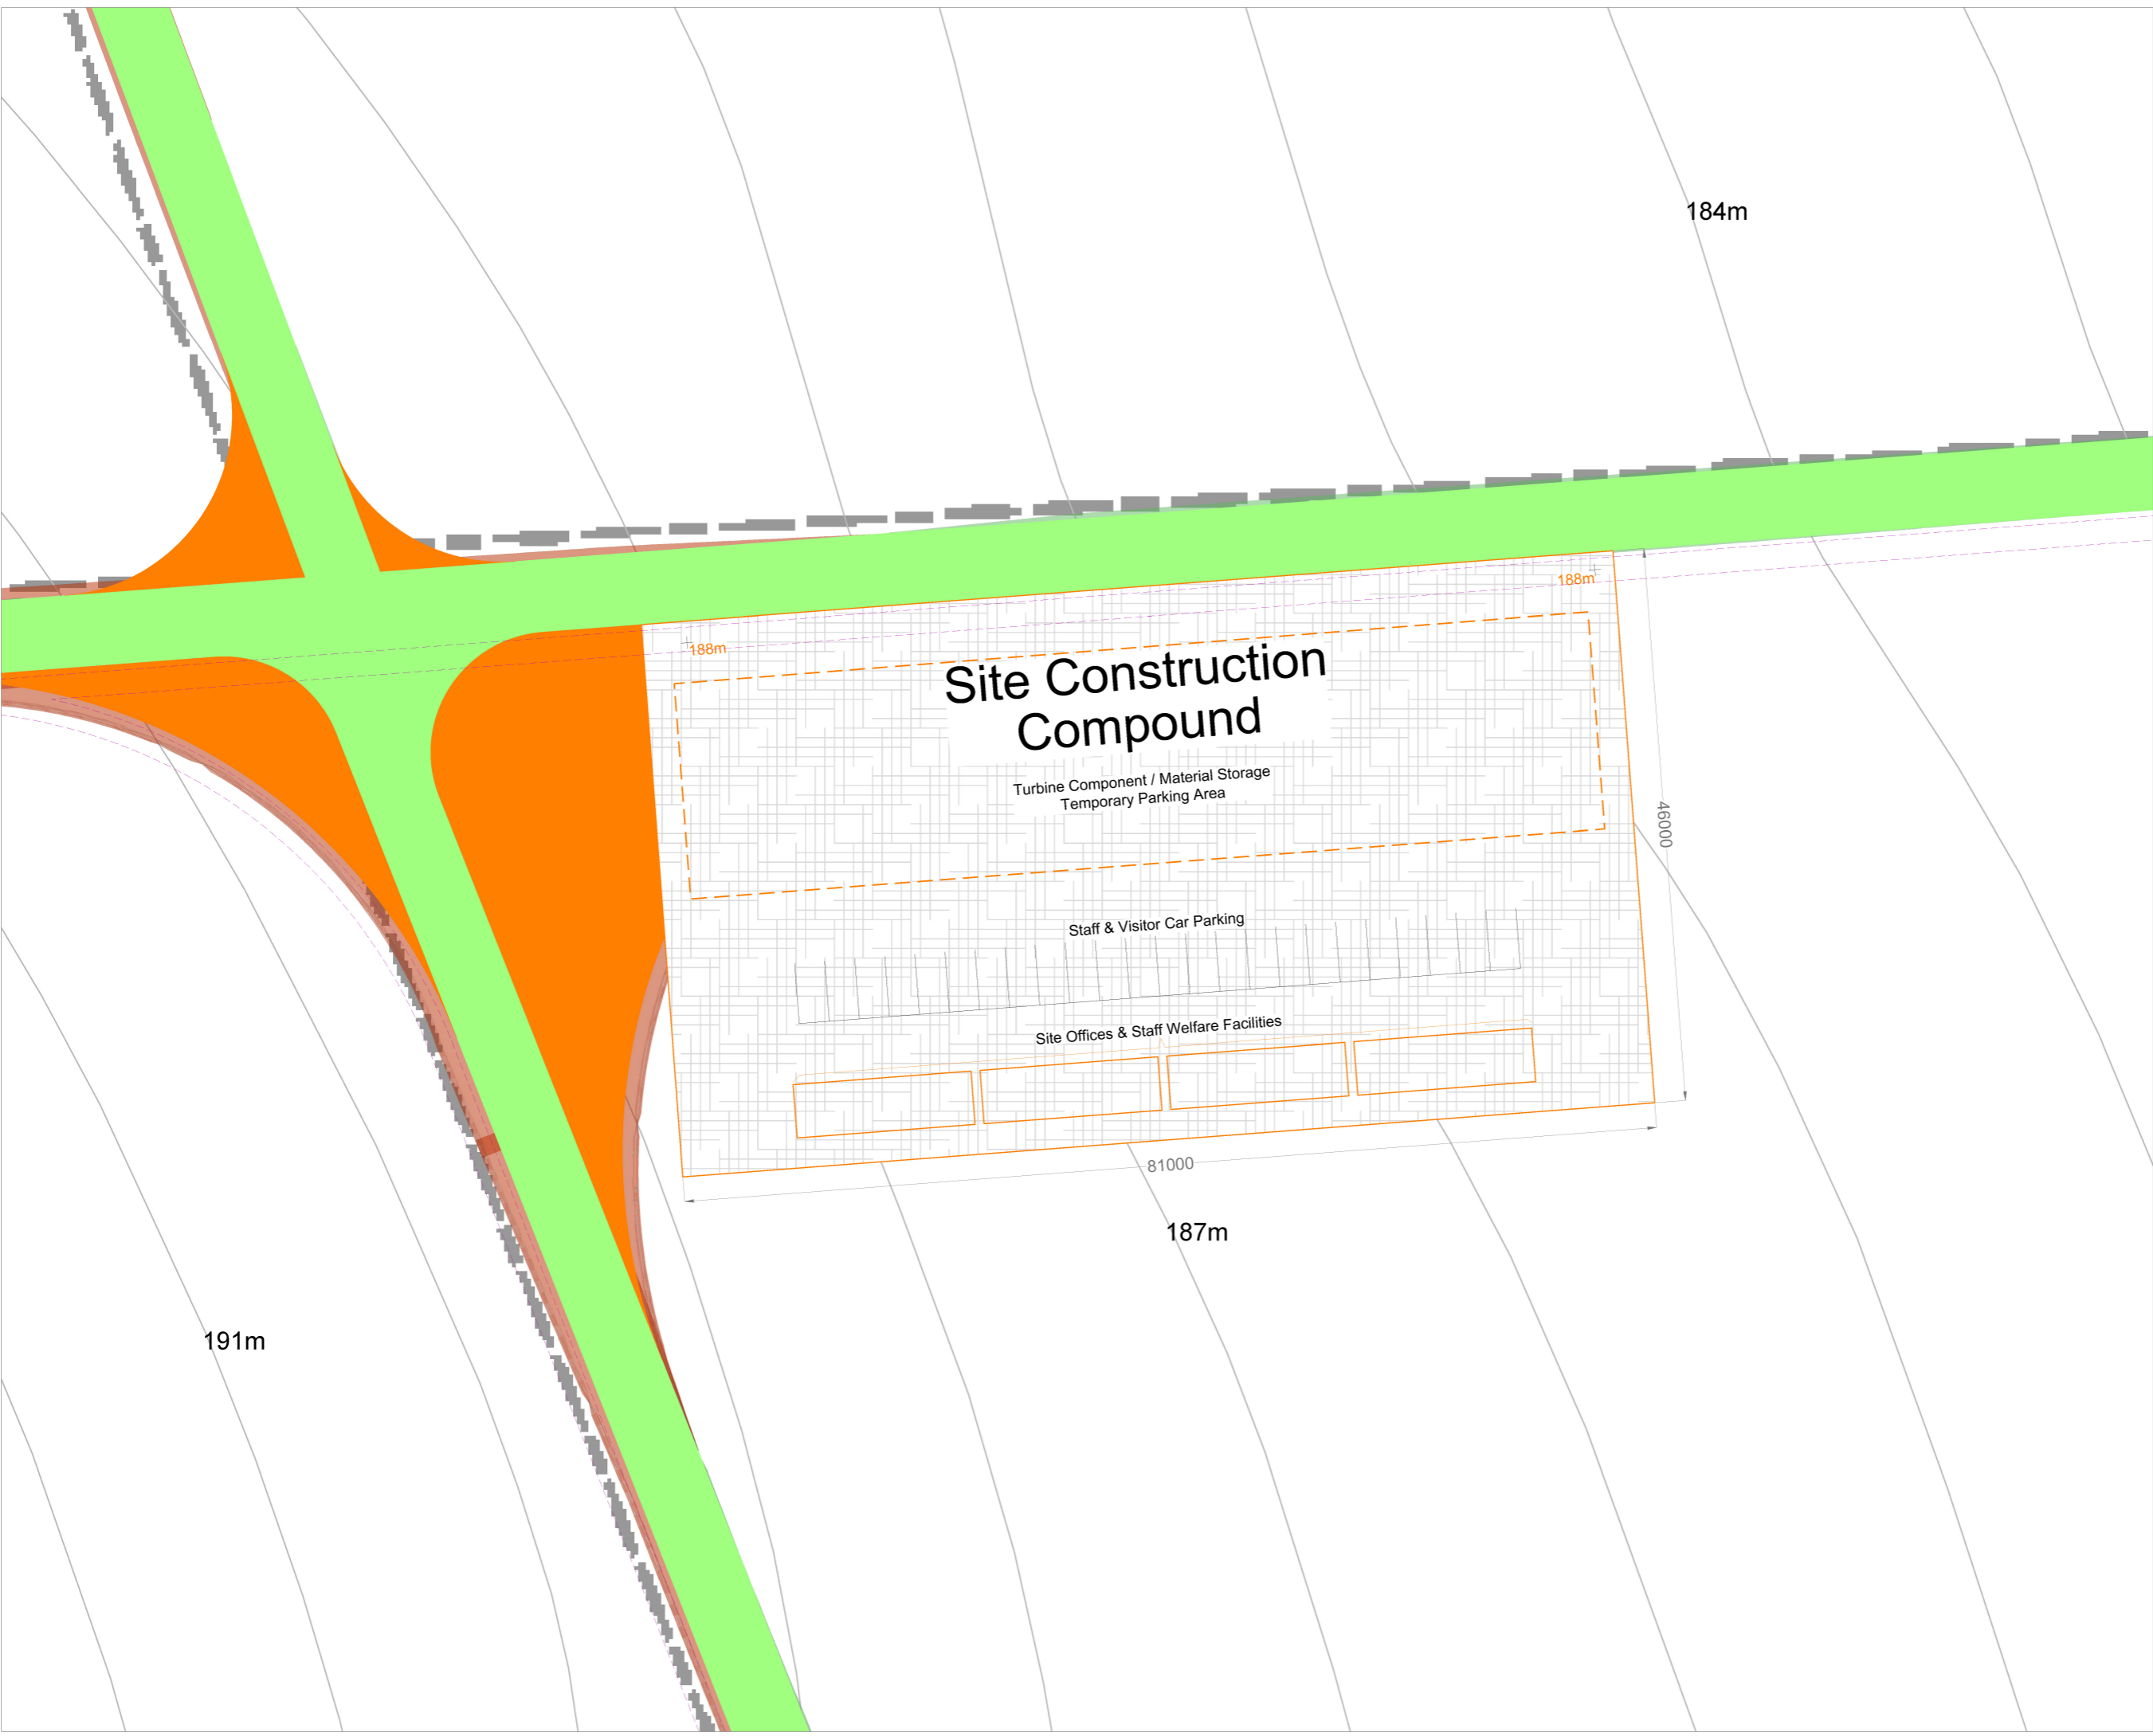 184m
188m
188m
Site Construction
Compound
Turbine Component / Material Storage
Temporary Parking Area
46000
Staff & Visitor Car Parking
Site Offices & Staff Welfare Facilities
81000
187m
191m